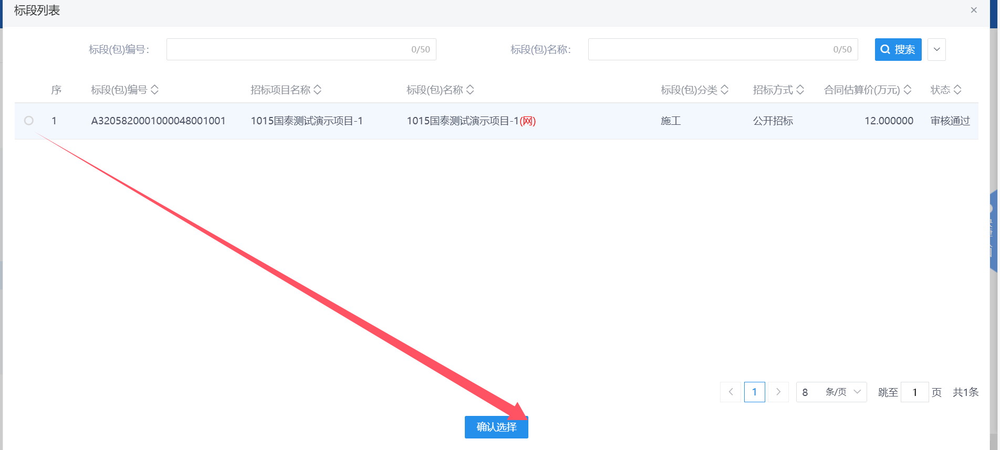 标段列表
标段(包)编号: 0/50 标段(包)名称: 0/50 搜索
序 标段(包)编号 招标项目名称 标段(包)名称 标段(包)分类 招标方式 合同估算价(万元) 状态
1 A3205820001000048001001 1015国泰测试演示项目-1 1015国泰测试演示项目-1(网) 施工 公开招标 12.000000 审核通过
1 8 条/页 跳至 1 页 共1条
确认选择